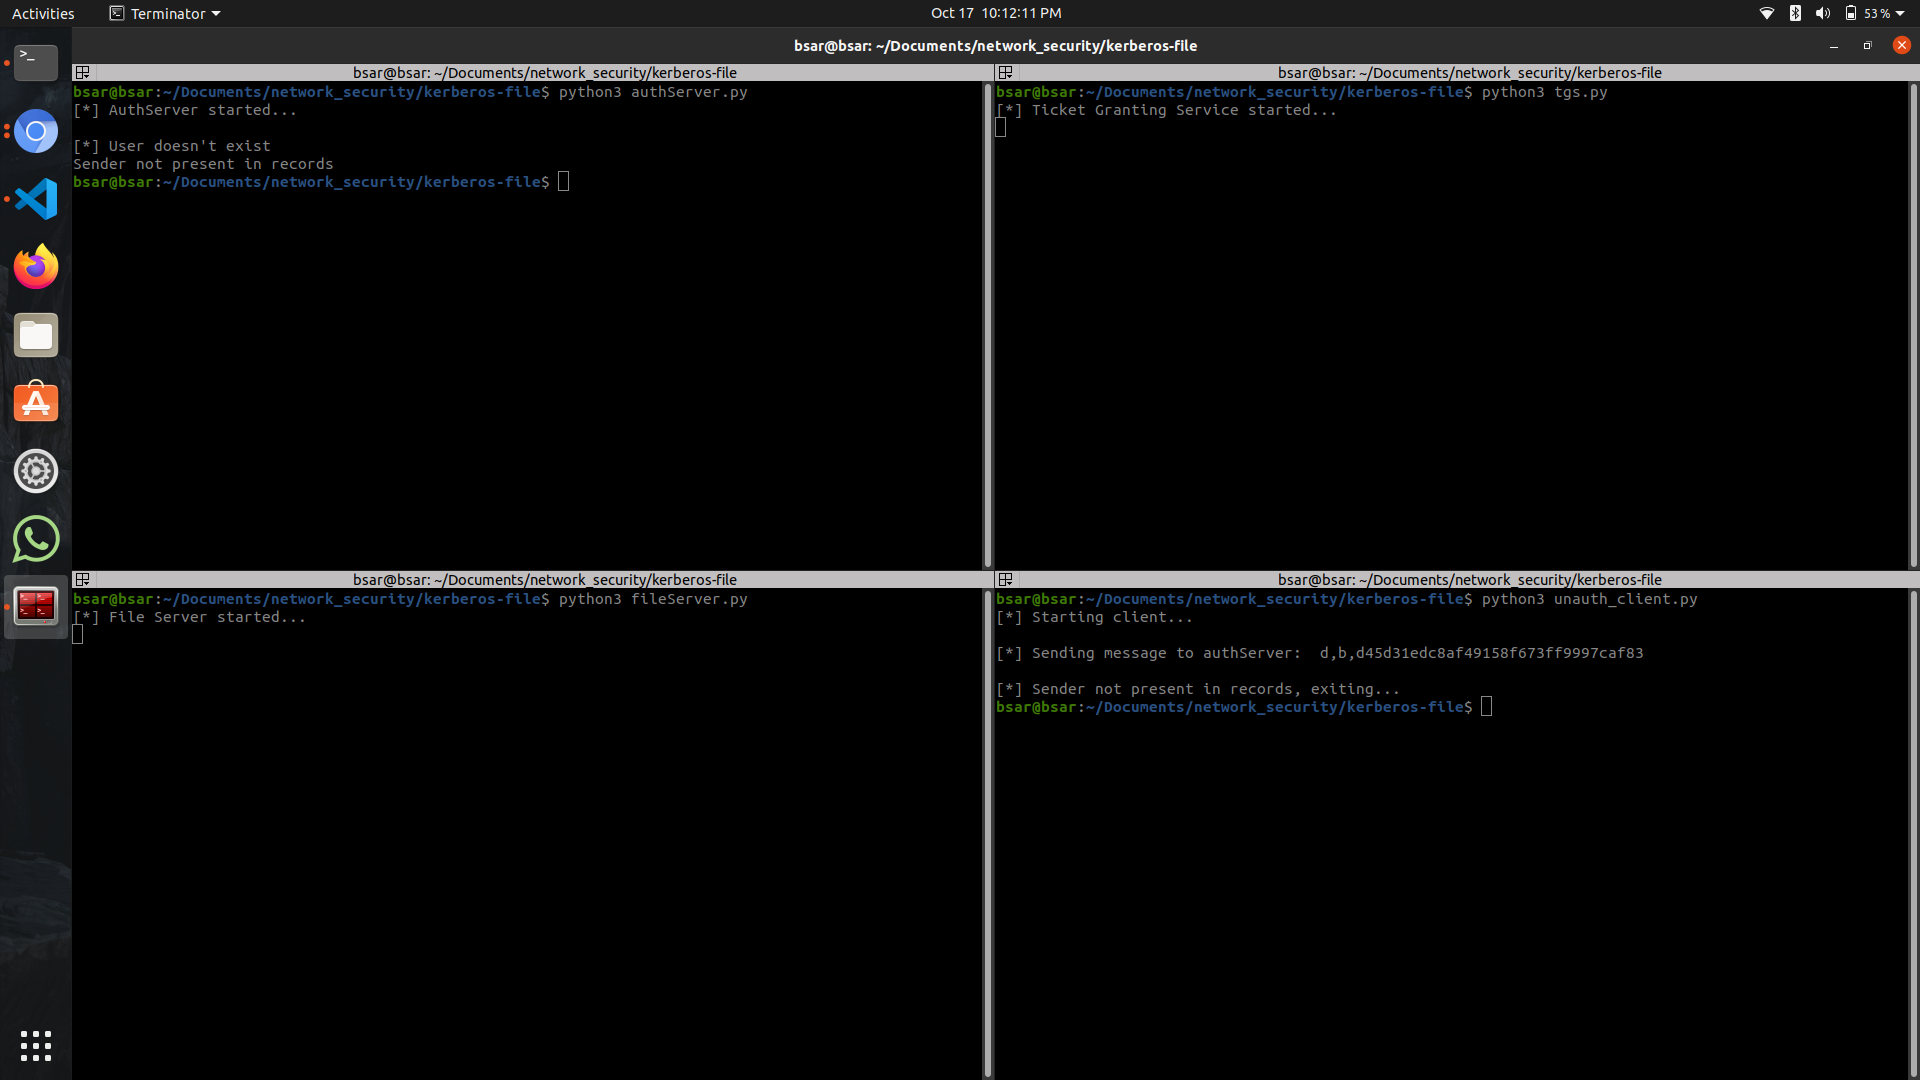 Activities
Terminator
Oct 17 10:12:11 PM
53 %
bsar@bsar: ~/Documents/network_security/kerberos-file
bsar@bsar: ~/Documents/network_security/kerberos-file
bsar@bsar:~/Documents/network_security/kerberos-file$ python3 authServer.py
[*] AuthServer started...
[*] User doesn't exist
Sender not present in records
bsar@bsar:~/Documents/network_security/kerberos-file$
bsar@bsar: ~/Documents/network_security/kerberos-file
bsar@bsar:~/Documents/network_security/kerberos-file$ python3 tgs.py
[*] Ticket Granting Service started...
bsar@bsar: ~/Documents/network_security/kerberos-file
bsar@bsar:~/Documents/network_security/kerberos-file$ python3 fileServer.py
[*] File Server started...
bsar@bsar: ~/Documents/network_security/kerberos-file
bsar@bsar:~/Documents/network_security/kerberos-file$ python3 unauth_client.py
[*] Starting client...
[*] Sending message to authServer:  d,b,d45d31edc8af49158f673ff9997caf83
[*] Sender not present in records, exiting...
bsar@bsar:~/Documents/network_security/kerberos-file$